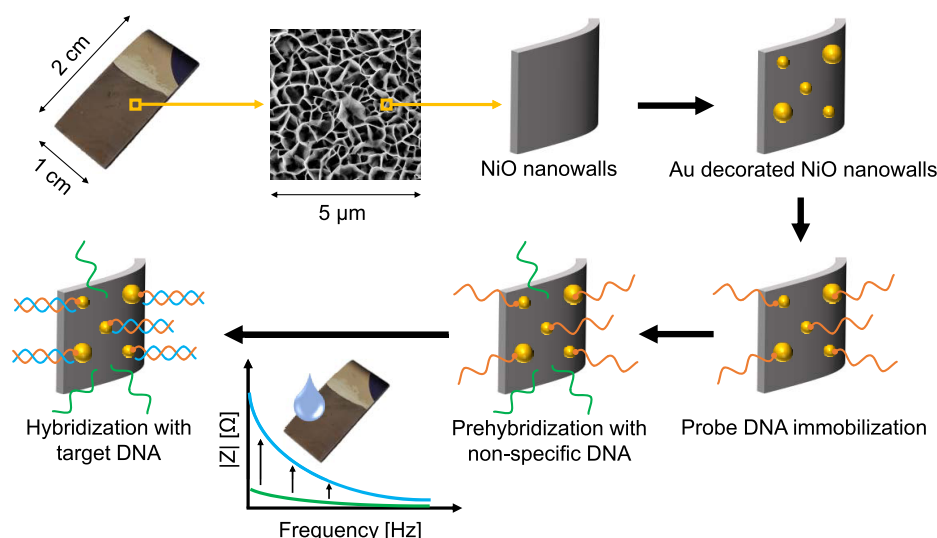 2 cm
1 cm
5 µm
NiO nanowalls
Au decorated NiO nanowalls
Probe DNA immobilization
Prehybridization with
non-specific DNA
Hybridization with
target DNA
|Z| [Ω]
Frequency [Hz]